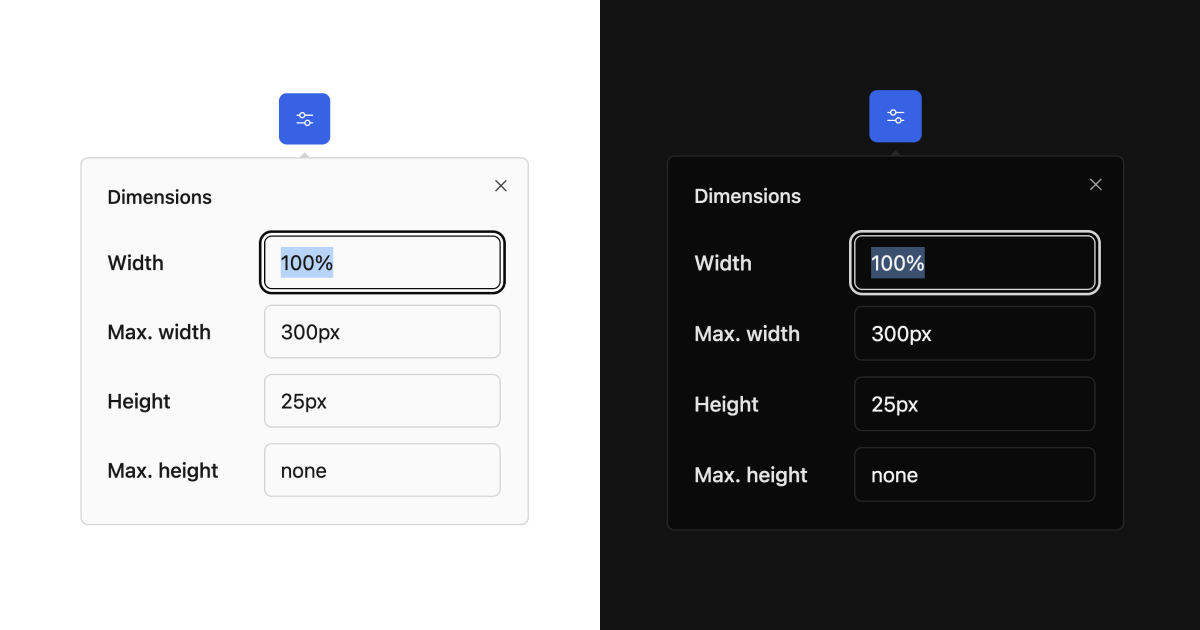 Dimensions
Width 100%
Max. width 300px
Height 25px
Max. height none
Dimensions
Width 100%
Max. width 300px
Height 25px
Max. height none